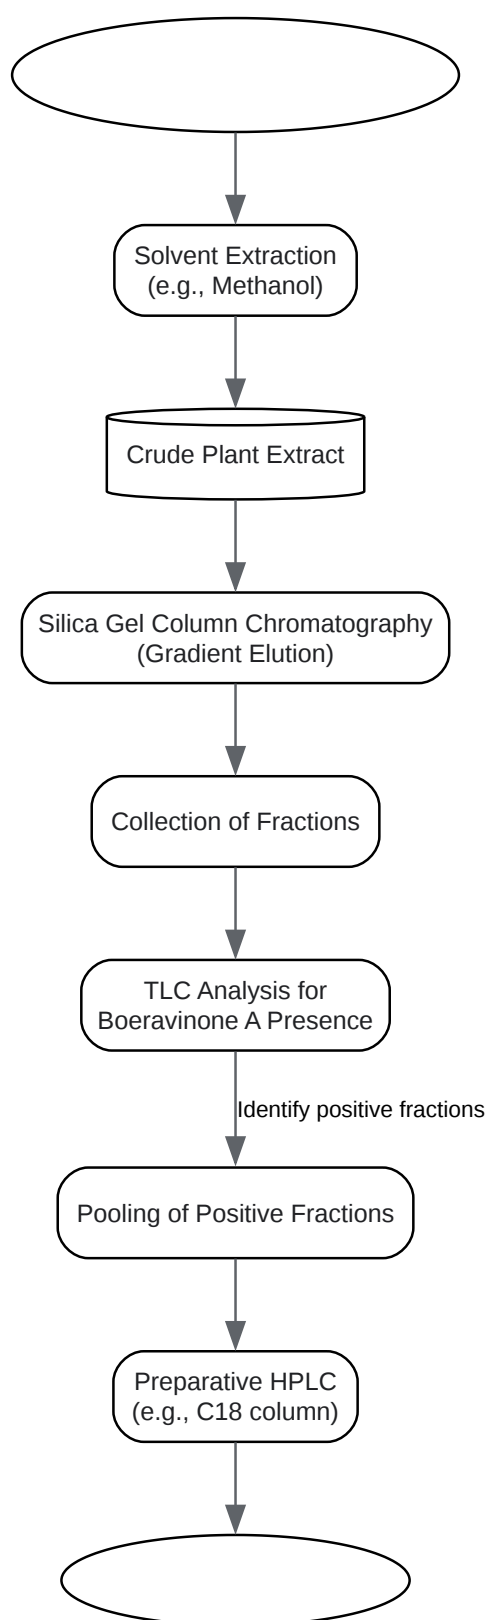 Solvent Extraction
(e.g., Methanol)
Crude Plant Extract
Silica Gel Column Chromatography
(Gradient Elution)
Collection of Fractions
TLC Analysis for
Boeravinone A Presence
Identify positive fractions
Pooling of Positive Fractions
Preparative HPLC
(e.g., C18 column)